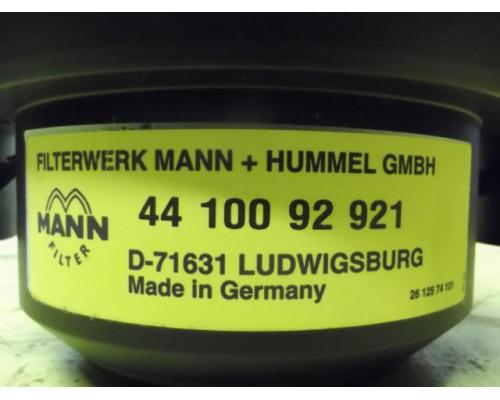 FILTERWERK MANN + HUMMEL GMBH
MANN
FILTER
44 100 92 921
D-71631 LUDWIGSBURG
Made in Germany
26 125 74 101